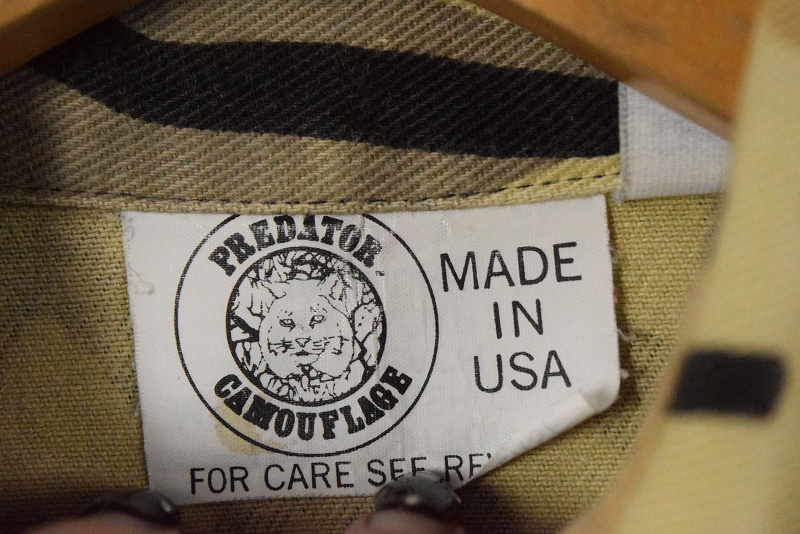 PREDATOR
CAMOUFLAGE
MADE
IN
USA
FOR CARE SEE